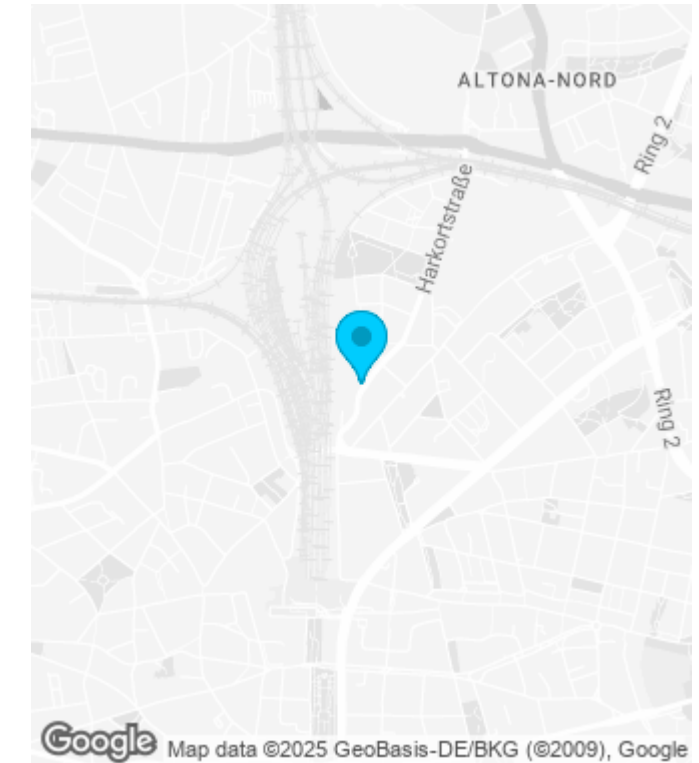 ALTONA-NORD
Ring 2
Harkortstraße
Ring 2
Google Map data ©2025 GeoBasis-DE/BKG (©2009), Google